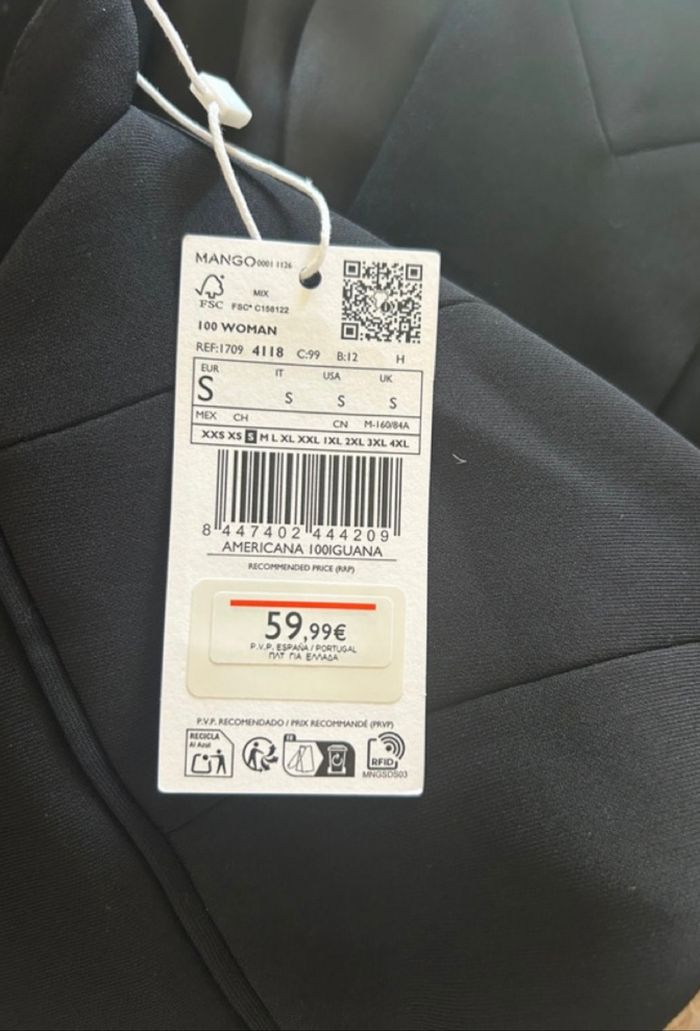 MANGO 0001 1126
FSC
MIX
FSC® C158122
100 WOMAN
REF:1709 4118 C:99 B:12 H
EUR IT USA UK
S S S S
MEX CH CN M-160/84A
XXS XS S M L XL XXL 1XL 2XL 3XL 4XL
8 447402 444209
AMERICANA 100IGUANA
RECOMMENDED PRICE (RRP)
59,99€
P.V.P. ESPAÑA / PORTUGAL
ΠΛΤ ΓΙΑ ΕΛΛΑΔΑ
P.V.P. RECOMENDADO / PRIX RECOMMANDÉ (PRVP)
RECICLA
Al Azul
FR
RFID
MNGSDS03